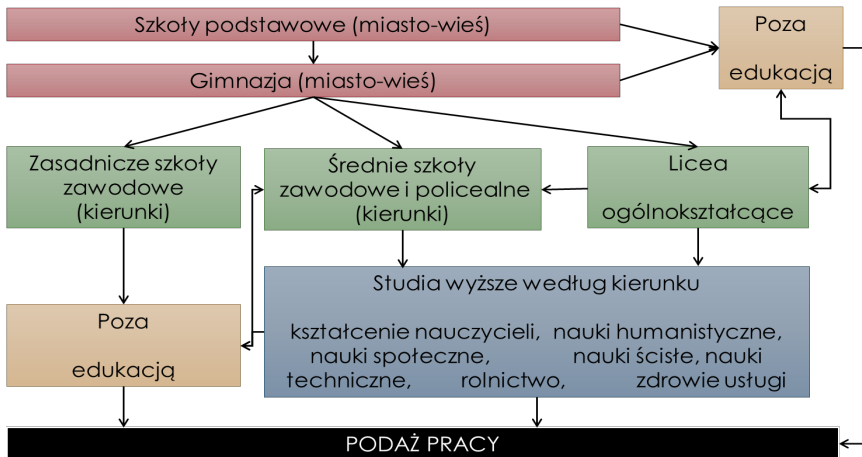 Szkoły podstawowe (miasto-wieś)
Poza
edukacją
Gimnazja (miasto-wieś)
Zasadnicze szkoły
zawodowe
(kierunki)
Średnie szkoły
zawodowe i policealne
(kierunki)
Licea
ogólnokształcące
Studia wyższe według kierunku
kształcenie nauczycieli, nauki humanistyczne,
nauki społeczne, nauki ścisłe, nauki
techniczne, rolnictwo, zdrowie usługi
Poza
edukacją
PODAŻ PRACY